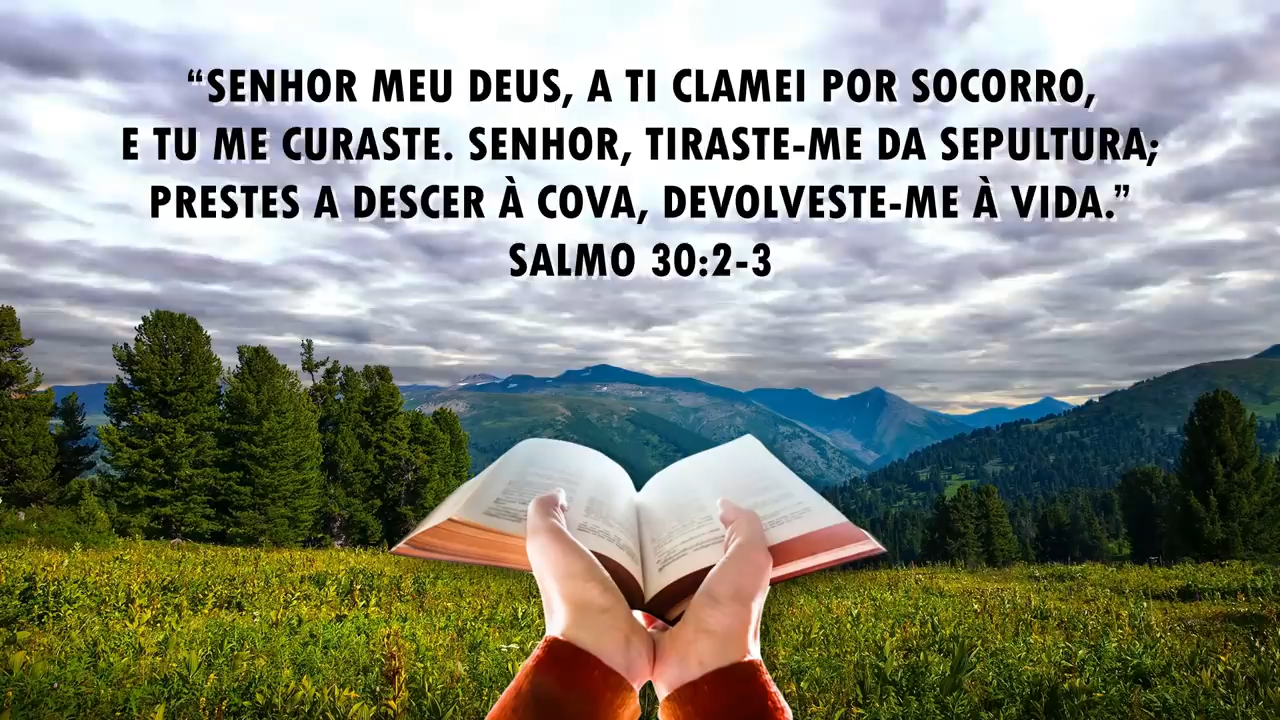 “SENHOR MEU DEUS, A TI CLAMEI POR SOCORRO,
E TU ME CURASTE. SENHOR, TIRASTE-ME DA SEPULTURA;
PRESTES A DESCER À COVA, DEVOLVESTE-ME À VIDA.”
SALMO 30:2-3